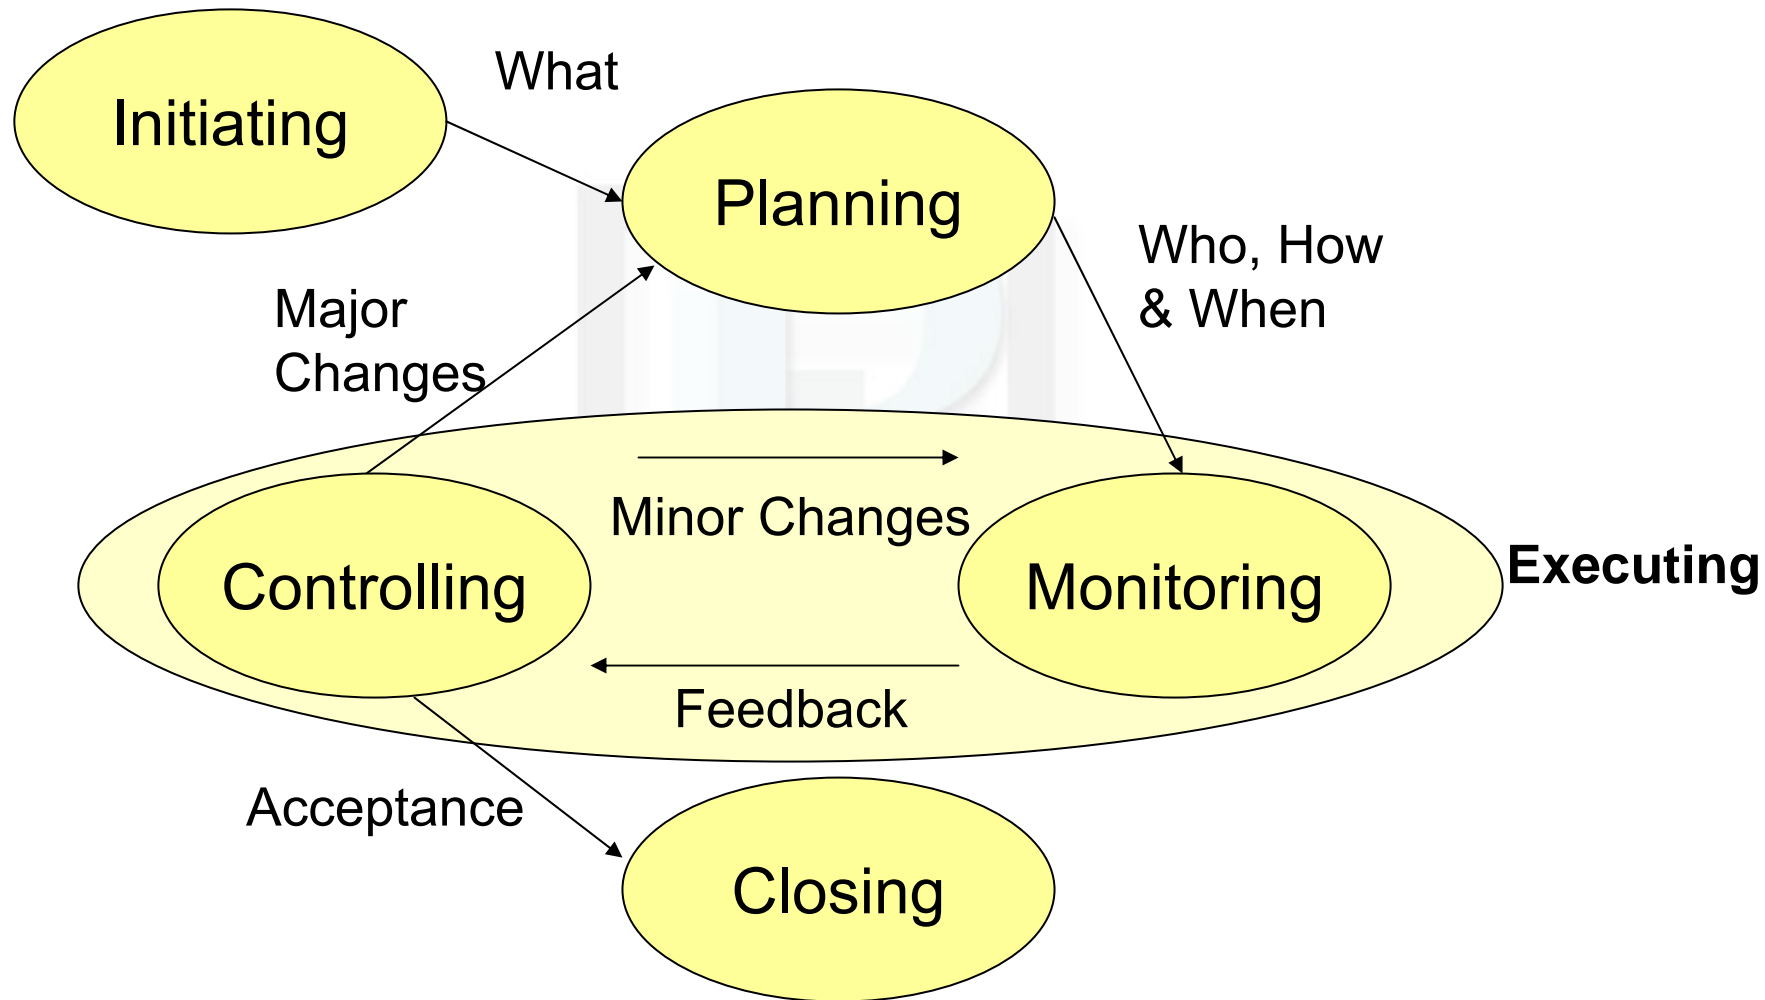 Initiating
What
Planning
Who, How
& When
Major
Changes
Minor Changes
Controlling
Monitoring
Executing
Feedback
Acceptance
Closing